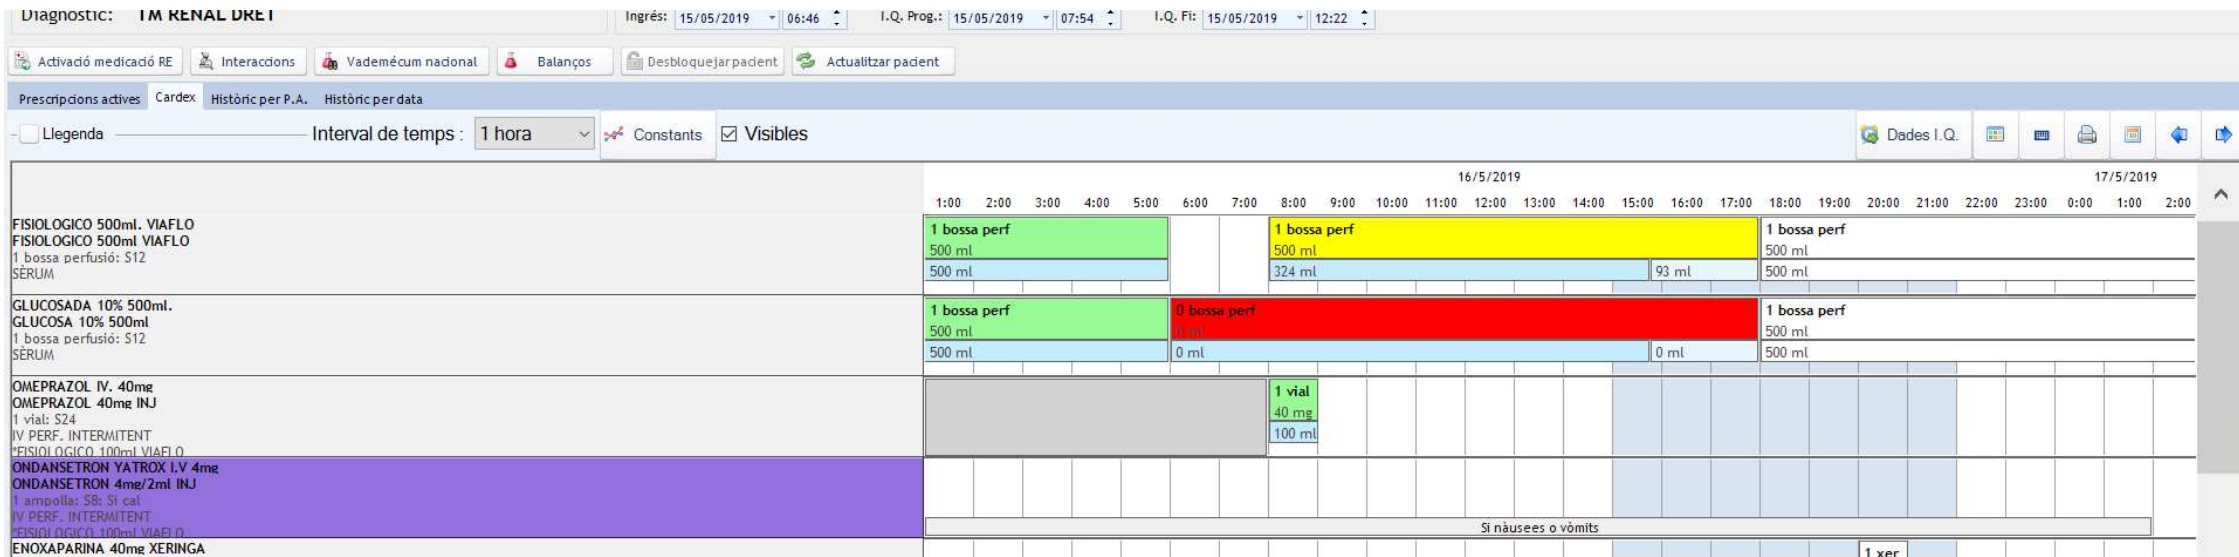 Diagnòstic: TM RENAL DRET Ingrés: 15/05/2019 06:46 I.Q. Prog.: 15/05/2019 07:54 I.Q. Fi: 15/05/2019 12:22
Activació medicació RE Interaccions Vademécum nacional Balanços Desbloquejar pacient Actualitzar pacient
Prescripcions actives Cardex Històric per P.A. Històric per data
Llegenda Interval de temps : 1 hora Constants Visibles Dades I.Q.
16/5/2019 17/5/2019
1:00 2:00 3:00 4:00 5:00 6:00 7:00 8:00 9:00 10:00 11:00 12:00 13:00 14:00 15:00 16:00 17:00 18:00 19:00 20:00 21:00 22:00 23:00 0:00 1:00 2:00
FISIOLOGICO 500ml. VIAFLO
FISIOLOGICO 500ml VIAFLO
1 bossa perfusió: S12
SÈRUM
1 bossa perf 1 bossa perf 1 bossa perf
500 ml 500 ml 500 ml
500 ml 324 ml 93 ml 500 ml
GLUCOSADA 10% 500ml.
GLUCOSA 10% 500ml
1 bossa perfusió: S12
SÈRUM
1 bossa perf 0 bossa perf 1 bossa perf
500 ml 0 ml 500 ml
500 ml 0 ml 0 ml 500 ml
OMEPRAZOL IV. 40mg
OMEPRAZOL 40mg INJ
1 vial: S24
IV PERF. INTERMITENT
*FISIOLOGICO 100ml VIAFLO
1 vial
40 mg
100 ml
ONDANSETRON YATROX I.V 4mg
ONDANSETRON 4mg/2ml INJ
1 ampolla: S8: Si cal
IV PERF. INTERMITENT
*FISIOLOGICO 100ml VIAFLO
Si nàusees o vòmits
ENOXAPARINA 40mg XERINGA
1 xer